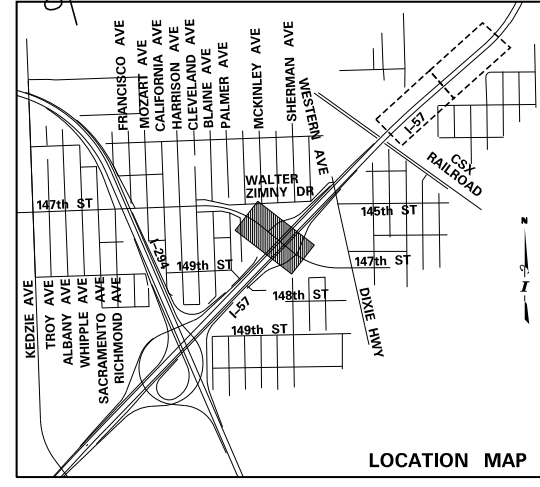 FRANCISCO AVE
MOZART AVE
CALIFORNIA AVE
HARRISON AVE
CLEVELAND AVE
BLAINE AVE
PALMER AVE
MCKINLEY AVE
SHERMAN AVE
WESTERN AVE
I-57
CSX
RAILROAD
WALTER
ZIMNY DR
147th ST
145th ST
I-294
149th ST
147th ST
KEDZIE AVE
TROY AVE
ALBANY AVE
WHIPPLE AVE
SACRAMENTO AVE
RICHMOND AVE
I-57
148th ST
149th ST
DIXIE HWY
N
LOCATION MAP